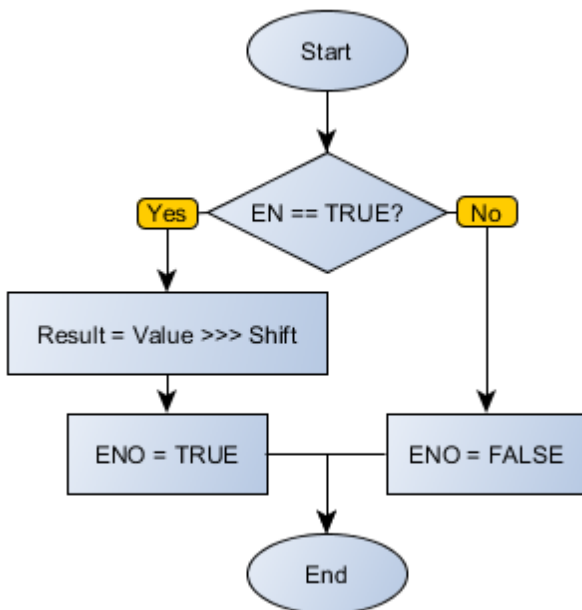 Start
EN == TRUE?
Yes
No
Result = Value >>> Shift
ENO = TRUE
ENO = FALSE
End